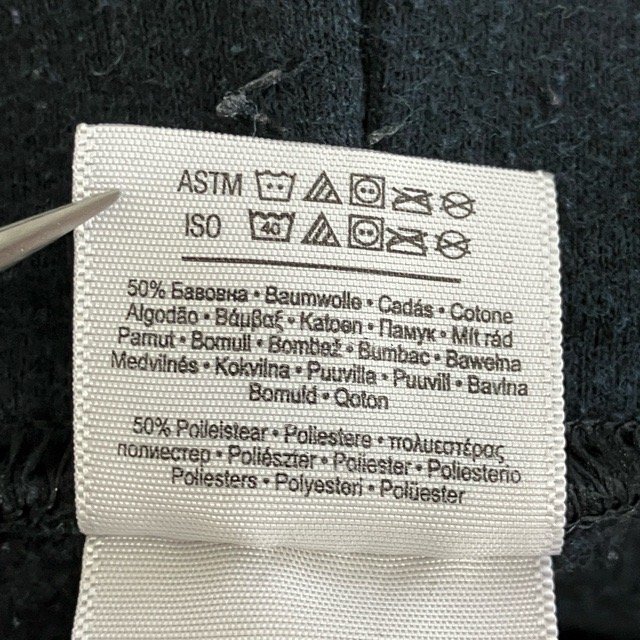 ASTM
ISO 40
50% Бавовна • Baumwolle • Cadás • Cotone
Algodão • Βάμβαξ • Katoen • Памук • Mit rád
Pamut • Bomull • Bombaž • Bumbac • Bawełna
Medvilnės • Kokvilna • Puuvilla • Puuvill • Bavlna
Bomuld • Qoton
50% Poileistear • Poliestere • πολυεστέρας
полиестер • Poliészter • Poliester • Poliesterio
Poliesters • Polyesteri • Polüester